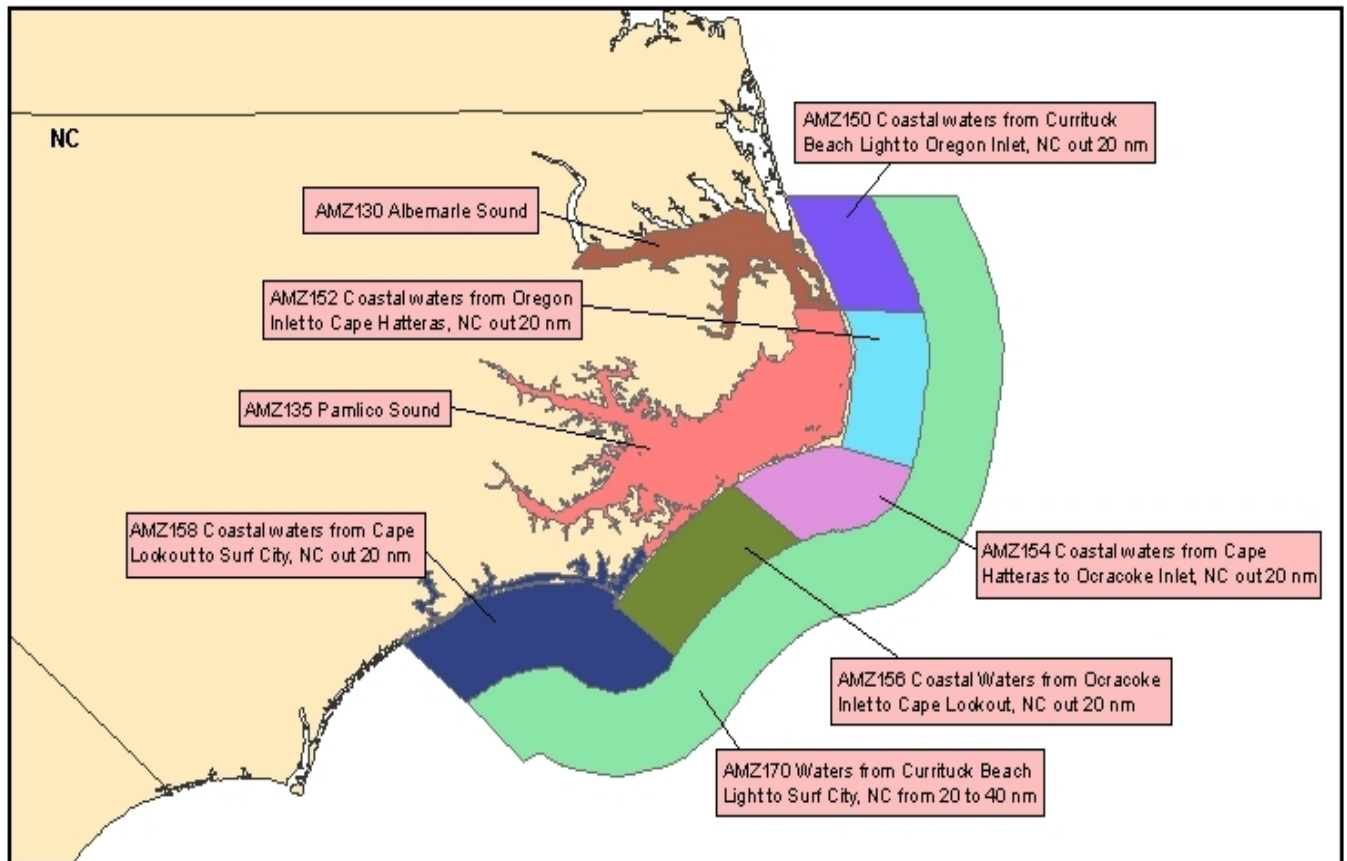 AMZ150 Coastal waters from Currituck
Beach Light to Oregon Inlet, NC out 20 nm
NC
AMZ130 Albemarle Sound
AMZ152 Coastal waters from Oregon
Inlet to Cape Hatteras, NC out 20 nm
AMZ135 Pamlico Sound
AMZ158 Coastal waters from Cape
Lookout to Surf City, NC out 20 nm
AMZ154 Coastal waters from Cape
Hatteras to Ocracoke Inlet, NC out 20 nm
AMZ156 Coastal Waters from Ocracoke
Inlet to Cape Lookout, NC out 20 nm
AMZ170 Waters from Currituck Beach
Light to Surf City, NC from 20 to 40 nm